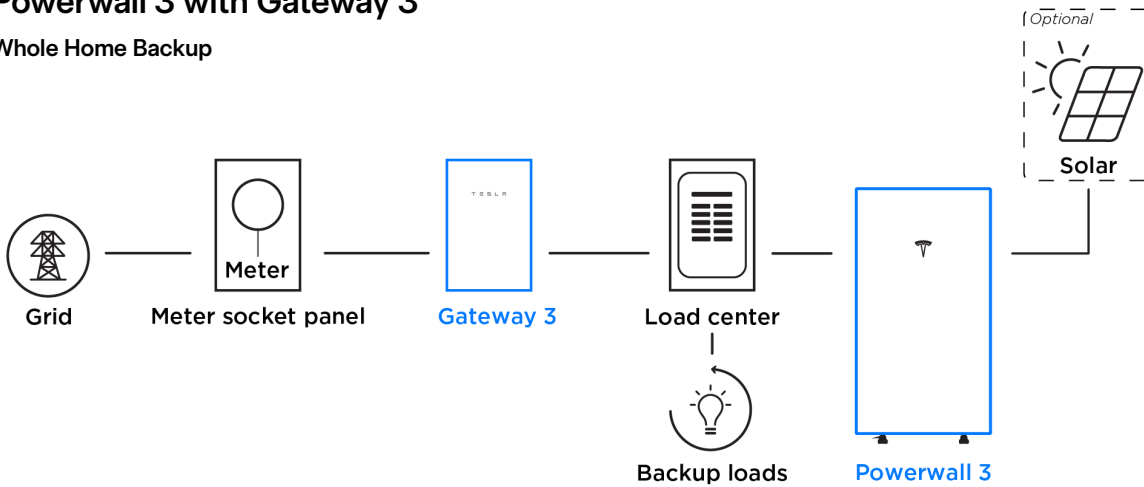 Powerwall 3 with Gateway 3
Whole Home Backup
Optional
Solar
TESLA
Meter
Grid
Meter socket panel
Gateway 3
Load center
Backup loads
Powerwall 3